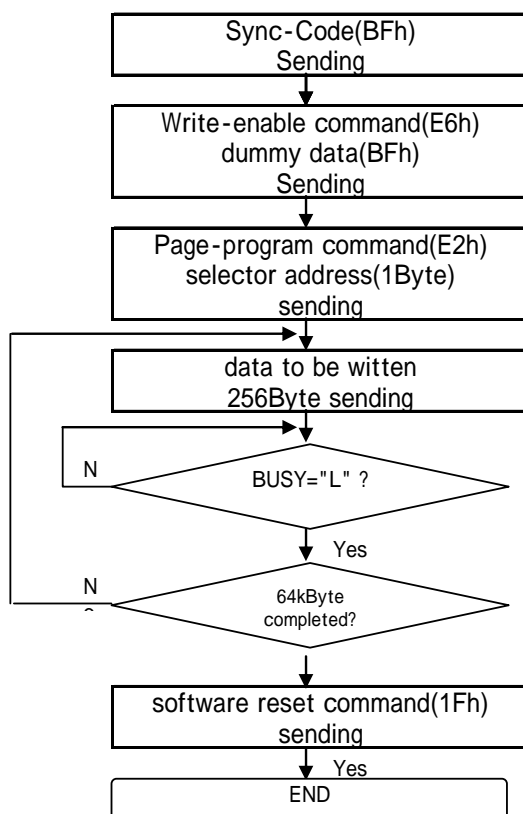 Sync-Code(BFh)
Sending
Write-enable command(E6h)
dummy data(BFh)
Sending
Page-program command(E2h)
selector address(1Byte)
sending
data to be witten
256Byte sending
N
BUSY="L" ?
Yes
N
64kByte
completed?
software reset command(1Fh)
sending
Yes
END